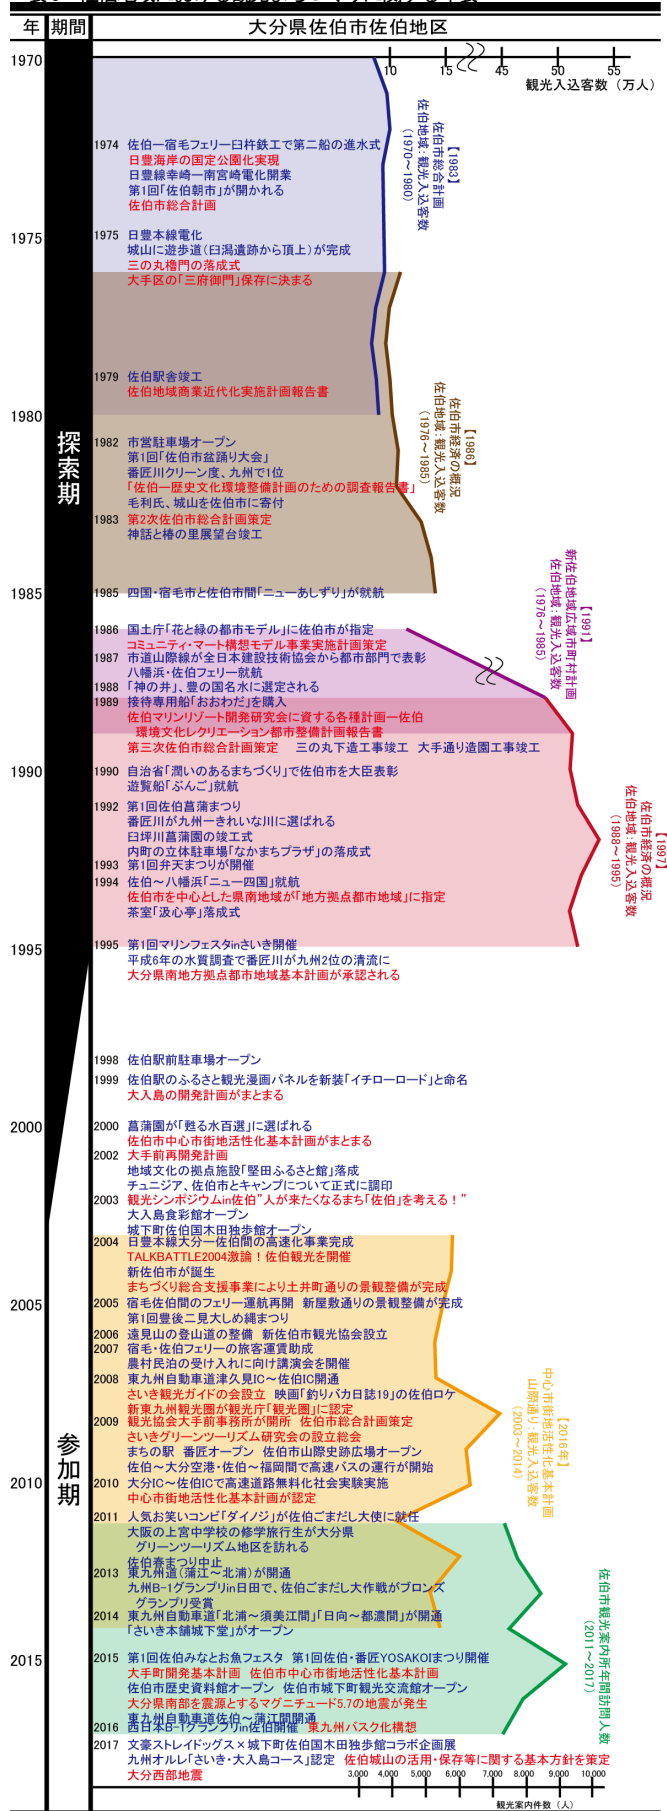 年 期間 大分県佐伯市佐伯地区
10 15 45 50 55
観光入込客数（万人）
1970
【1983】
佐伯市総合計画
佐伯地域：観光入込客数
(1970～1980)
1974 佐伯ー宿毛フェリー臼杵鉄工で第二船の進水式
日豊海岸の国定公園化実現
日豊線幸崎ー南宮崎電化開業
第1回「佐伯朝市」が開かれる
佐伯市総合計画
1975
1975 日豊本線電化
城山に遊歩道（臼潟遺跡から頂上）が完成
三の丸櫓門の落成式
大手区の「三府御門」保存に決まる
1979 佐伯駅舎竣工
佐伯地域商業近代化実施計画報告書
1980
【1986】
佐伯市経済の概況
佐伯地域：観光入込客数
(1976～1985)
探索期
1982 市営駐車場オープン
第1回「佐伯市盆踊り大会」
番匠川クリーン度、九州で1位
「佐伯ー歴史文化環境整備計画のための調査報告書」
毛利氏、城山を佐伯市に寄付
1983 第2次佐伯市総合計画策定
神話と椿の里展望台竣工
1985
1985 四国・宿毛市と佐伯市間「ニューあしずり」が就航
【1991】
新佐伯地域広域市町村計画
佐伯地域：観光入込客数
(1976～1985)
1986 国土庁「花と緑の都市モデル」に佐伯市が指定
コミュニティ・マート構想モデル事業実施計画策定
1987 市道山際線が全日本建設技術協会から都市部門で表彰
八幡浜・佐伯フェリー就航
1988 「神の井」、豊の国名水に選定される
1989 接待専用船「おおわだ」を購入
佐伯マリンリゾート開発研究会に資する各種計画ー佐伯
環境文化レクリエーション都市整備計画報告書
第三次佐伯市総合計画策定 三の丸下造工事竣工 大手通り造園工事竣工
1990
1990 自治省「潤いのあるまちづくり」で佐伯市を大臣表彰
遊覧船「ぶんご」就航
1992 第1回佐伯菖蒲まつり
番匠川が九州一きれいな川に選ばれる
臼坪川菖蒲園の竣工式
内町の立体駐車場「なかまちプラザ」の落成式
1993 第1回弁天まつりが開催
1994 佐伯～八幡浜「ニュー四国」就航
佐伯市を中心とした県南地域が「地方拠点都市地域」に指定
茶室「汲心亭」落成式
【1997】
佐伯市経済の概況
佐伯地域：観光入込客数
(1988～1995)
1995
1995 第1回マリンフェスタinさいき開催
平成6年の水質調査で番匠川が九州2位の清流に
大分県南地方拠点都市地域基本計画が承認される
1998 佐伯駅前駐車場オープン
1999 佐伯駅のふるさと観光漫画パネルを新装「イチローロード」と命名
大入島の開発計画がまとまる
2000
2000 菖蒲園が「甦る水百選」に選ばれる
佐伯市中心市街地活性化基本計画がまとまる
2002 大手前再開発計画
地域文化の拠点施設「堅田ふるさと館」落成
チュニジア、佐伯市とキャンプについて正式に調印
2003 観光シンポジウムin佐伯”人が来たくなるまち「佐伯」を考える！”
大入島食彩館オープン
城下町佐伯国木田独歩館オープン
2004 日豊本線大分ー佐伯間の高速化事業完成
TALKBATTLE2004激論！佐伯観光を開催
新佐伯市が誕生
まちづくり総合支援事業により土井町通りの景観整備が完成
2005
2005 宿毛佐伯間のフェリー運航再開 新屋敷通りの景観整備が完成
第1回豊後二見大しめ縄まつり
2006 遠見山の登山道の整備 新佐伯市観光協会設立
2007 宿毛・佐伯フェリーの旅客運賃助成
農村民泊の受け入れに向け講演会を開催
2008 東九州自動車道津久見IC～佐伯IC開通
さいき観光ガイドの会設立 映画「釣りバカ日誌19」の佐伯ロケ
新東九州観光圏が観光庁「観光圏」に認定
2009 観光協会大手前事務所が開所 佐伯市総合計画策定
さいきグリーンツーリズム研究会の設立総会
まちの駅 番匠オープン 佐伯市山際史跡広場オープン
佐伯～大分空港・佐伯～福岡間で高速バスの運行が開始
【2016年】
中心市街地活性化基本計画
山際通り：観光入込客数
(2003～2014)
参加期
2010
2010 大分IC～佐伯ICで高速道路無料化社会実験実施
中心市街地活性化基本計画が認定
2011 人気お笑いコンビ「ダイノジ」が佐伯ごまだし大使に就任
大阪の上宮中学校の修学旅行生が大分県
グリーンツーリズム地区を訪れる
佐伯春まつり中止
2013 東九州道（蒲江～北浦）が開通
九州B-1グランプリin日田で、佐伯ごまだし大作戦がブロンズ
グランプリ受賞
2014 東九州自動車道「北浦～須美江間」「日向～都濃間」が開通
「さいき本舗城下堂」がオープン
佐伯市観光案内所年間訪問人数
(2011～2017)
2015
2015 第1回佐伯みなとお魚フェスタ 第1回佐伯・番匠YOSAKOIまつり開催
大手町開発基本計画 佐伯市中心市街地活性化基本計画
佐伯市歴史資料館オープン 佐伯市城下町観光交流館オープン
大分県南部を震源とするマグニチュード5.7の地震が発生
東九州自動車道佐伯～蒲江間開通
2016 西日本B-1グランプリin佐伯開催 東九州バスク化構想
2017 文豪ストレイドッグス×城下町佐伯国木田独歩館コラボ企画展
九州オルレ「さいき・大入島コース」認定 佐伯城山の活用・保存等に関する基本方針を策定
大分西部地震
3,000 4,000 5,000 6,000 7,000 8,000 9,000 10,000
観光案内件数（人）